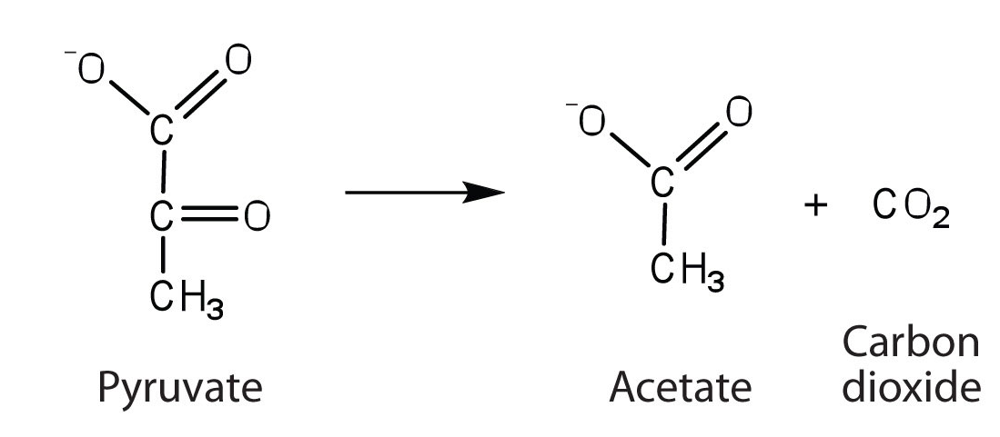 ⁻O O
C
C=O
CH₃
⁻O O
C
CH₃
+ CO₂
Pyruvate
Acetate
Carbon
dioxide